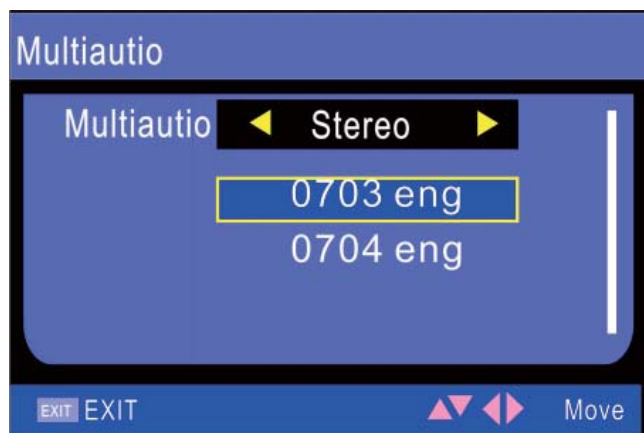 Multiautio
Multiautio Stereo
0703 eng
0704 eng
EXIT EXIT Move